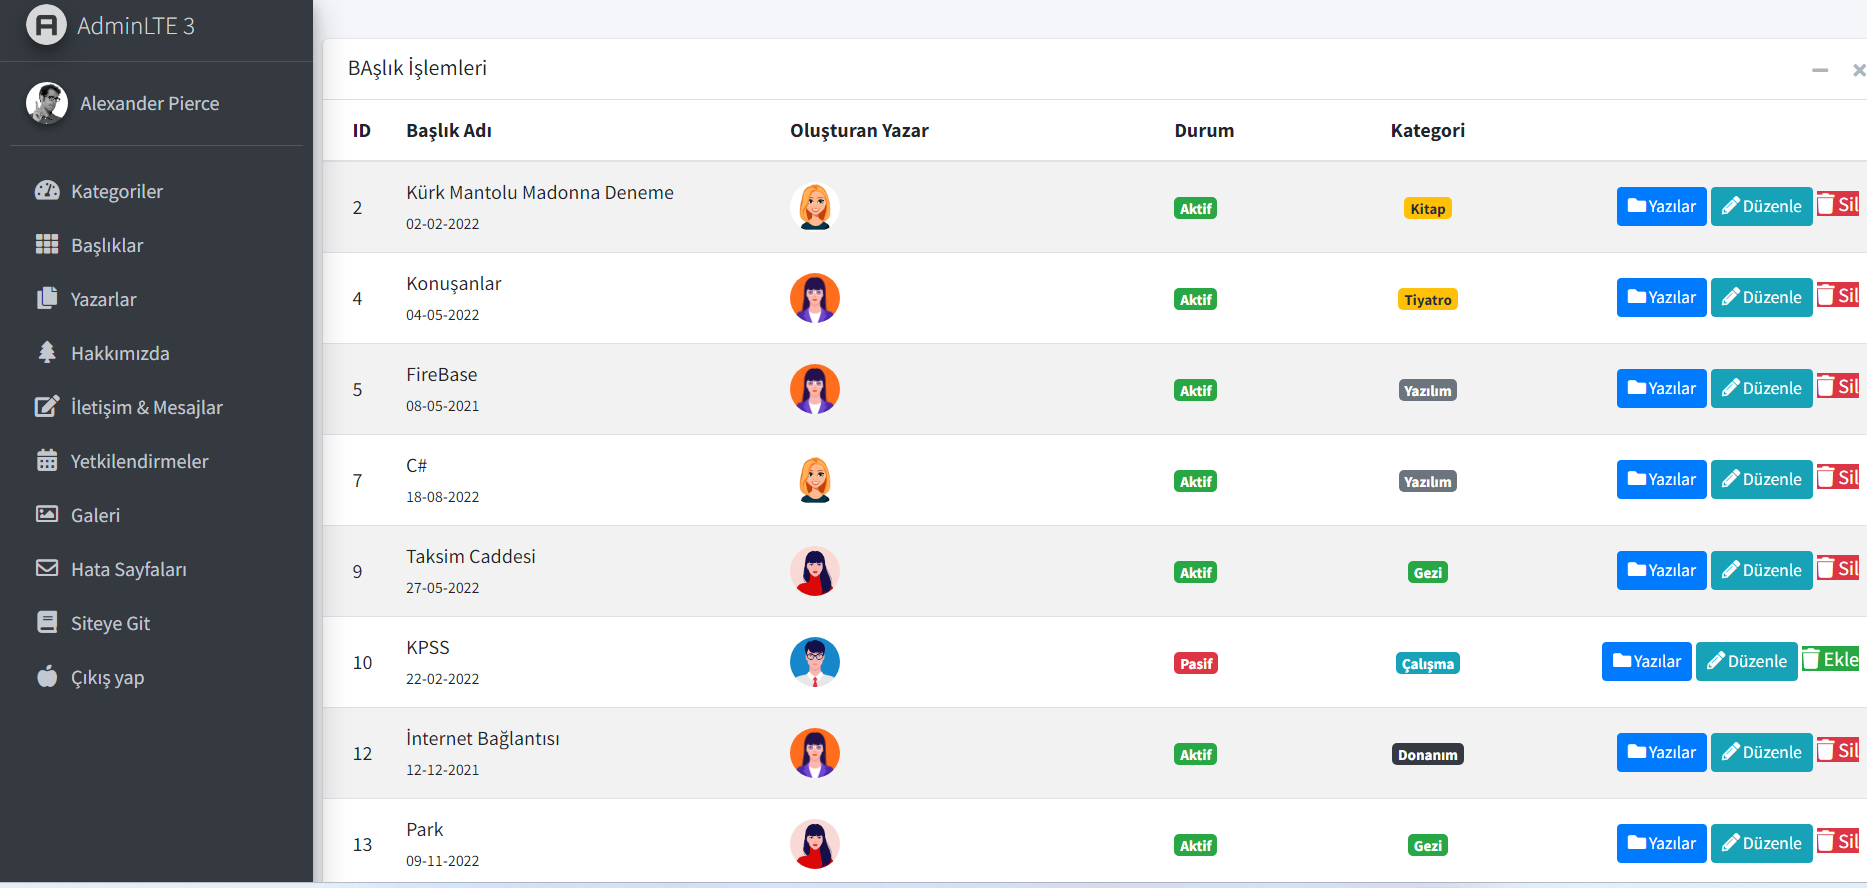 AdminLTE 3
Alexander Pierce
Kategoriler
Başlıklar
Yazarlar
Hakkımızda
İletişim & Mesajlar
Yetkilendirmeler
Galeri
Hata Sayfaları
Siteye Git
Çıkış yap
BAşlık İşlemleri
ID Başlık Adı Oluşturan Yazar Durum Kategori
2 Kürk Mantolu Madonna Deneme Aktif Kitap Yazılar Düzenle Sil
02-02-2022
4 Konuşanlar Aktif Tiyatro Yazılar Düzenle Sil
04-05-2022
5 FireBase Aktif Yazılım Yazılar Düzenle Sil
08-05-2021
7 C# Aktif Yazılım Yazılar Düzenle Sil
18-08-2022
9 Taksim Caddesi Aktif Gezi Yazılar Düzenle Sil
27-05-2022
10 KPSS Pasif Çalışma Yazılar Düzenle Ekle
22-02-2022
12 İnternet Bağlantısı Aktif Donanım Yazılar Düzenle Sil
12-12-2021
13 Park Aktif Gezi Yazılar Düzenle Sil
09-11-2022